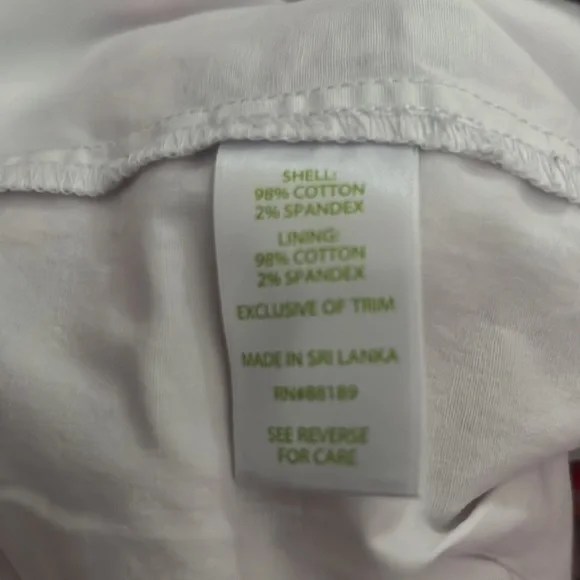 SHELL:
98% COTTON
2% SPANDEX
LINING:
98% COTTON
2% SPANDEX
EXCLUSIVE OF TRIM
MADE IN SRI LANKA
RN#88189
SEE REVERSE
FOR CARE